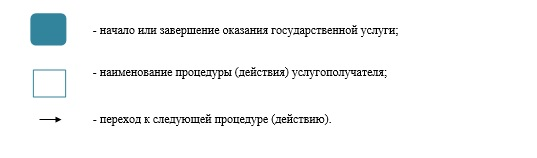 - начало или завершение оказания государственной услуги;
- наименование процедуры (действия) услугополучателя;
- переход к следующей процедуре (действию).